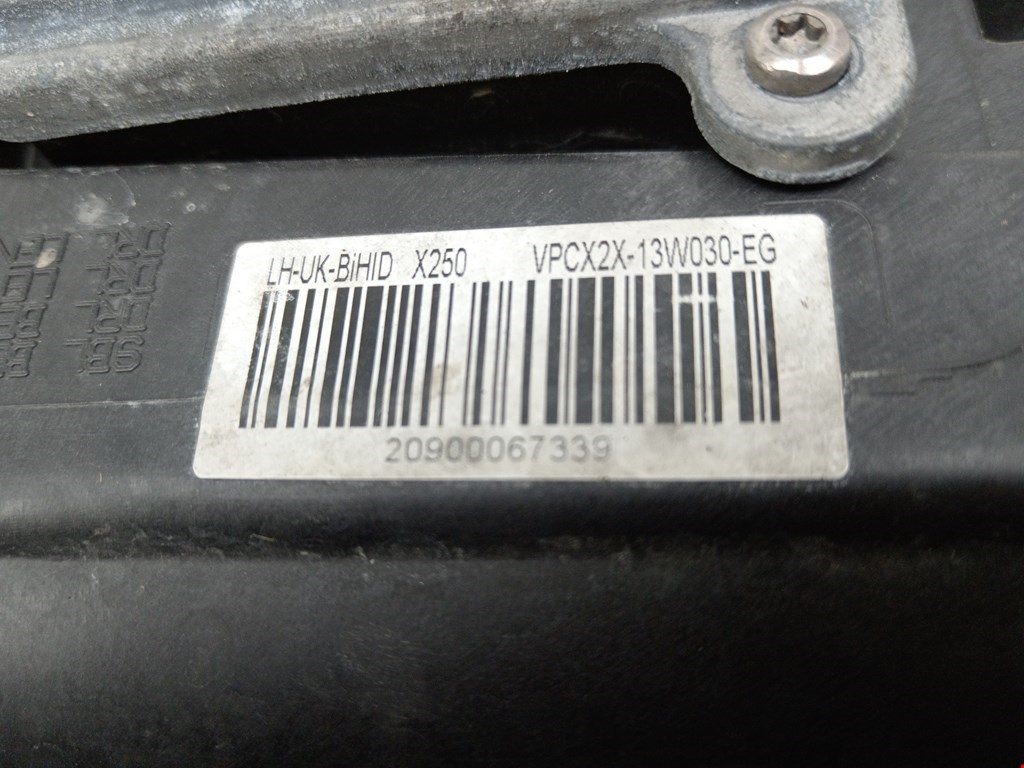 LH-UK-BiHID X250 VPCX2X-13W030-EG
20900067339